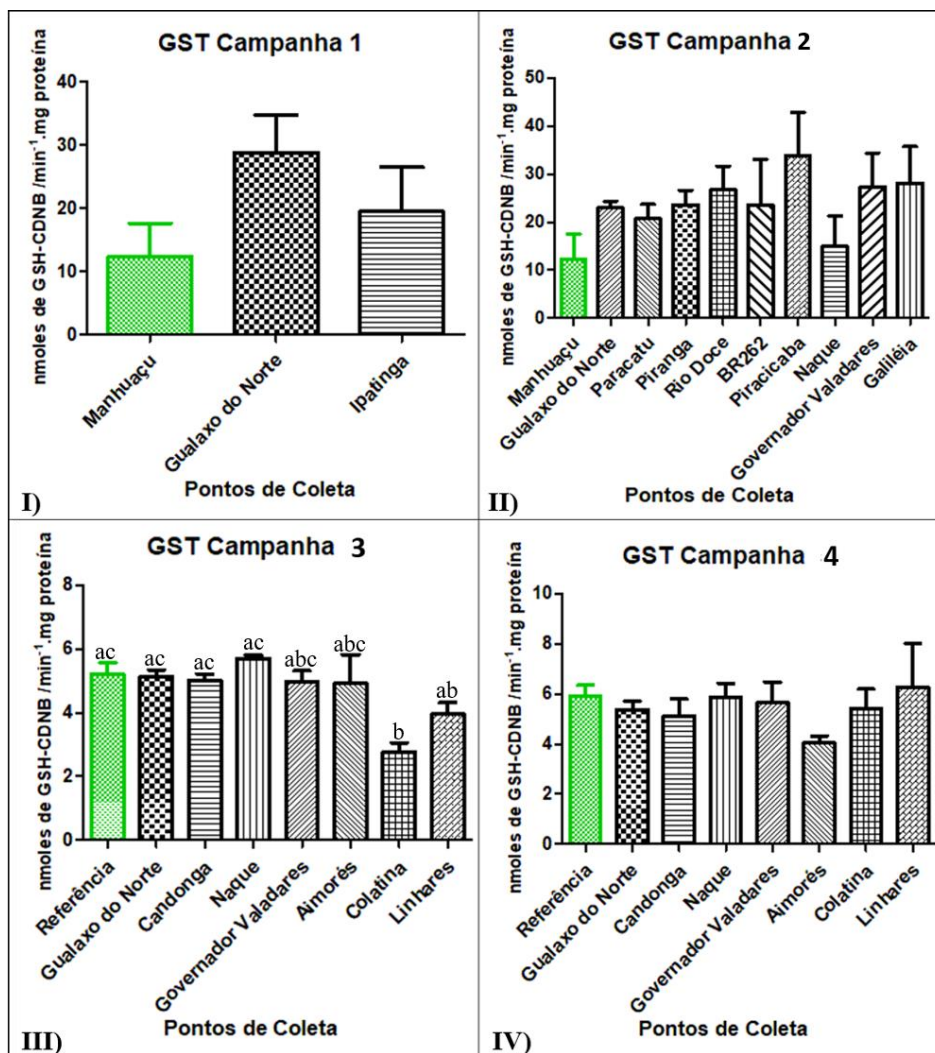 GST Campanha 1
nmoles de GSH-CDNB /min⁻¹.mg proteína
40
30
20
10
0
Manhuaçu
Gualaxo do Norte
Ipatinga
Pontos de Coleta
I)
GST Campanha 2
nmoles de GSH-CDNB /min⁻¹.mg proteína
50
40
30
20
10
0
Manhuaçu
Gualaxo do Norte
Paracatu
Piranga
Rio Doce
BR262
Piracicaba
Naque
Governador Valadares
Galiléia
Pontos de Coleta
II)
GST Campanha 3
nmoles de GSH-CDNB /min⁻¹.mg proteína
8
6
4
2
0
ac
ac
ac
ac
abc
abc
b
ab
Referência
Gualaxo do Norte
Candonga
Naque
Governador Valadares
Aimorés
Colatina
Linhares
Pontos de Coleta
III)
GST Campanha 4
nmoles de GSH-CDNB /min⁻¹.mg proteína
10
8
6
4
2
0
Referência
Gualaxo do Norte
Candonga
Naque
Governador Valadares
Aimorés
Colatina
Linhares
Pontos de Coleta
IV)